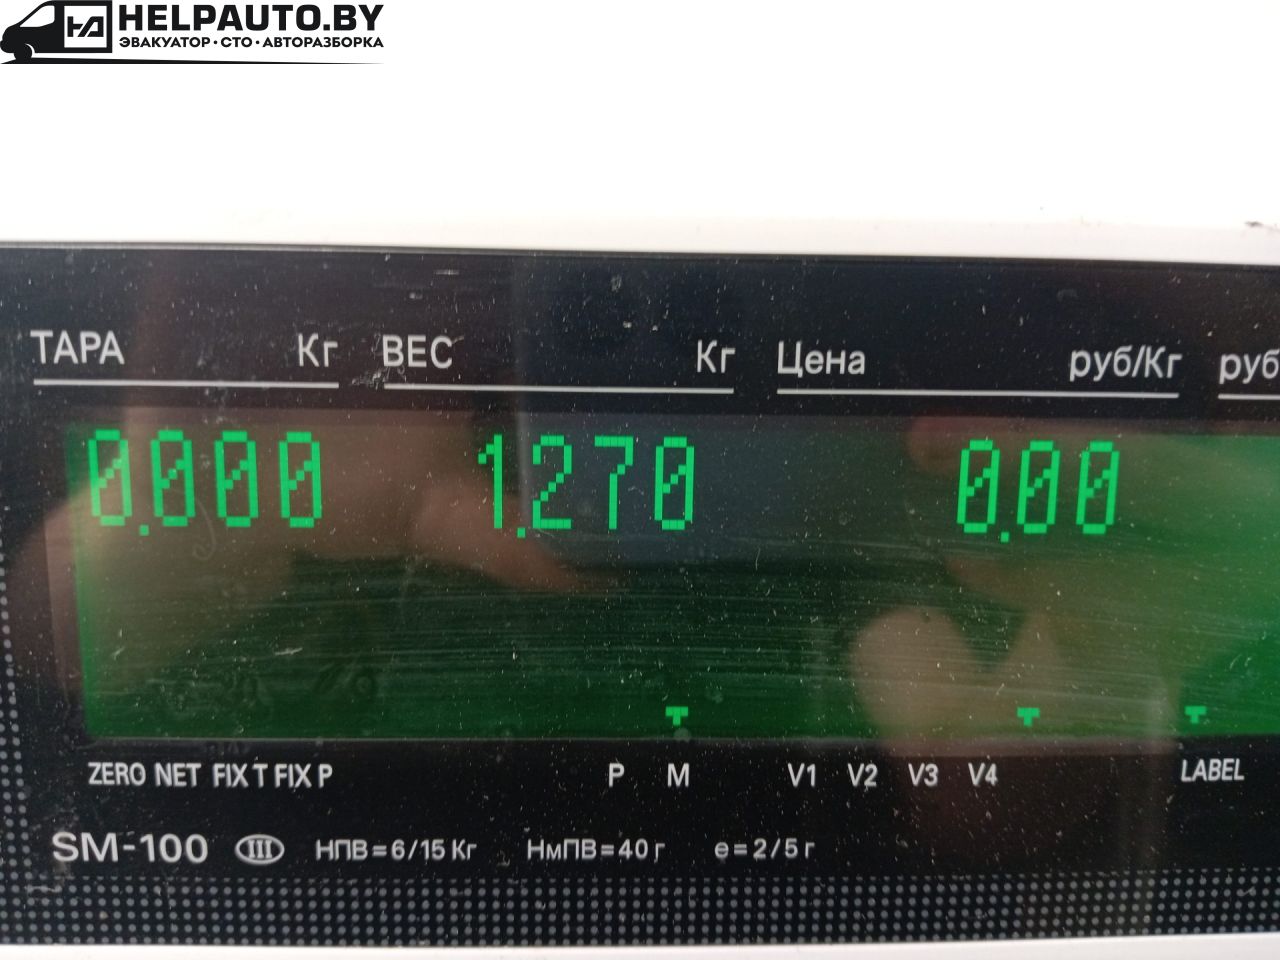 HELPAUTO.BY
ЭВАКУАТОР·СТО·АВТОРАЗБОРКА
ТАРА Кг ВЕС Кг Цена руб/Кг руб
0.000 1.270 0.00
ZERO NET FIX T FIX P P M V1 V2 V3 V4 LABEL
SM-100 III НПВ=6/15 Кг НмПВ=40 г e=2/5 г